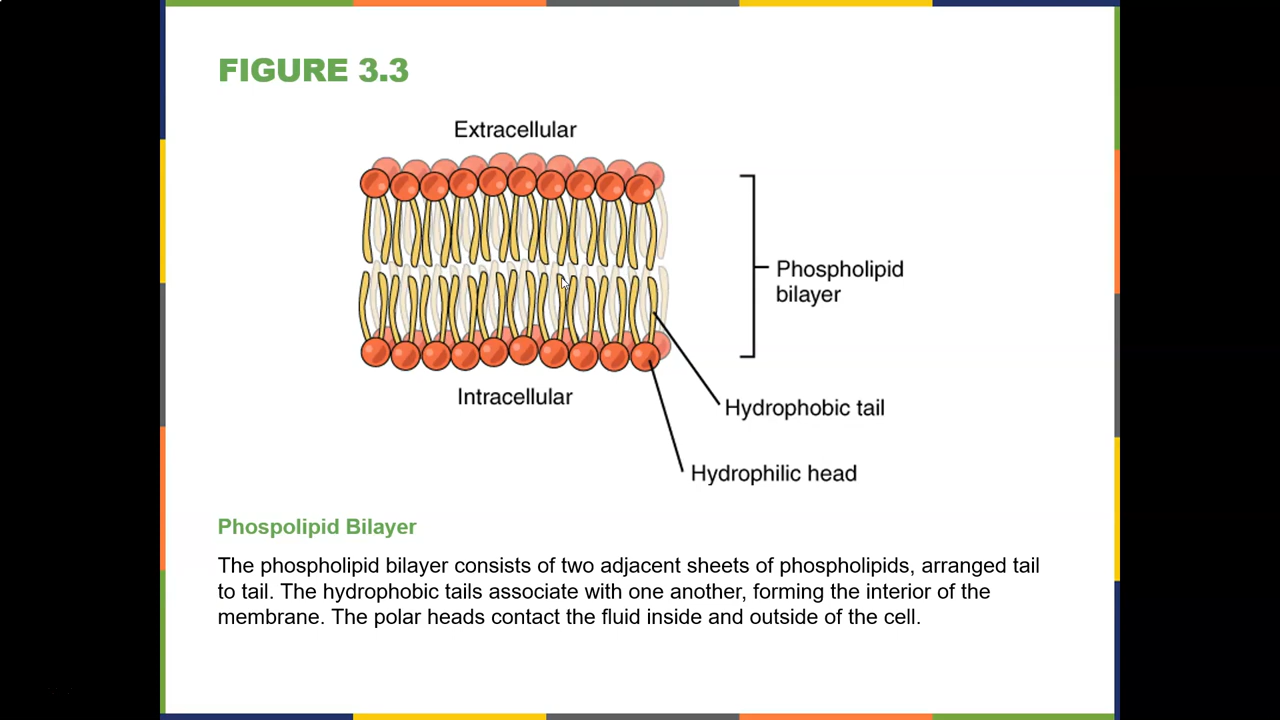 FIGURE 3.3
Extracellular
Phospholipid
bilayer
Intracellular
Hydrophobic tail
Hydrophilic head
Phospolipid Bilayer
The phospholipid bilayer consists of two adjacent sheets of phospholipids, arranged tail
to tail. The hydrophobic tails associate with one another, forming the interior of the
membrane. The polar heads contact the fluid inside and outside of the cell.